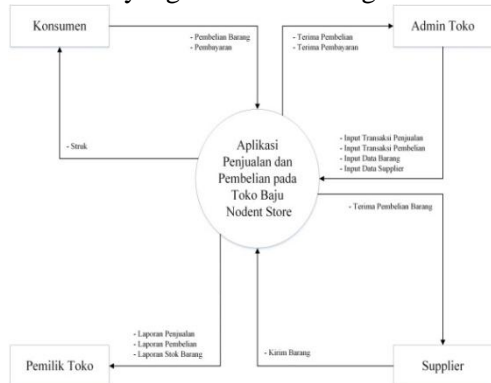 Konsumen
- Pembelian Barang
- Pembayaran
- Terima Pembelian
- Terima Pembayaran
Admin Toko
- Struk
Aplikasi
Penjualan dan
Pembelian pada
Toko Baju
Nodent Store
- Input Transaksi Penjualan
- Input Transaksi Pembelian
- Input Data Barang
- Input Data Supplier
- Terima Pembelian Barang
- Laporan Penjualan
- Laporan Pembelian
- Laporan Stok Barang
- Kirim Barang
Pemilik Toko
Supplier